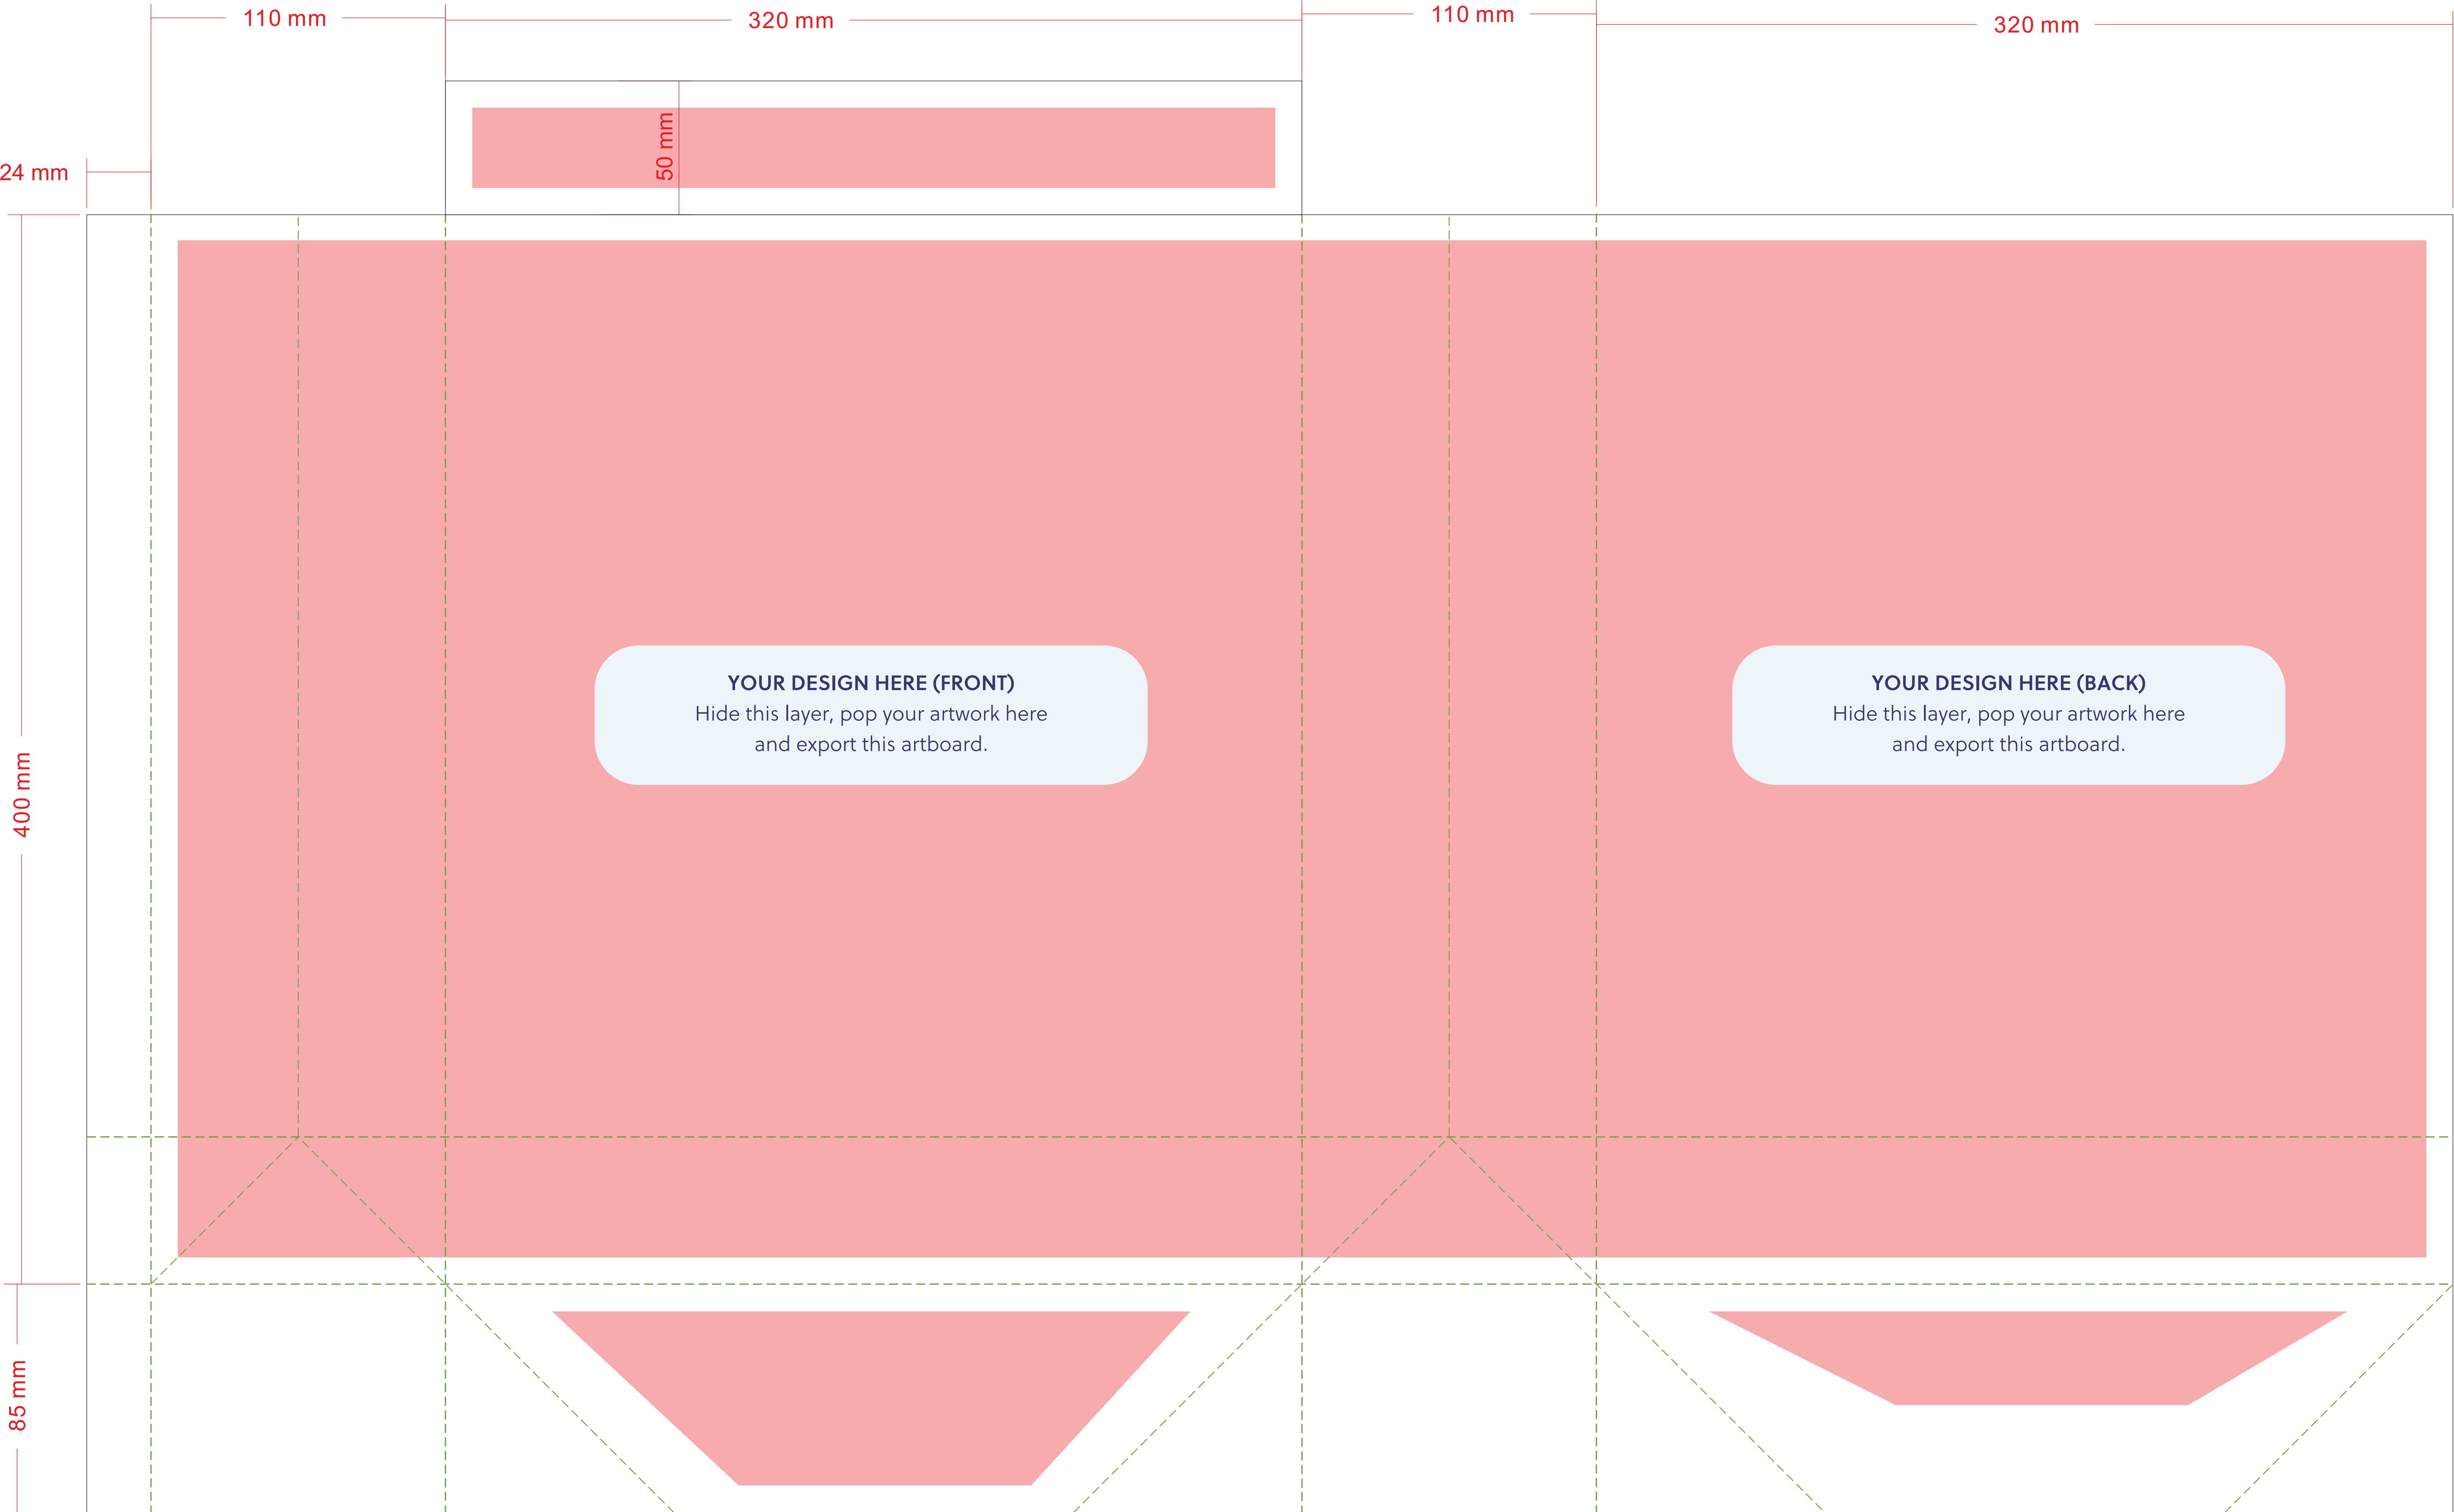 110 mm
320 mm
110 mm
320 mm
50 mm
24 mm
YOUR DESIGN HERE (FRONT)
Hide this layer, pop your artwork here
and export this artboard.
YOUR DESIGN HERE (BACK)
Hide this layer, pop your artwork here
and export this artboard.
400 mm
85 mm